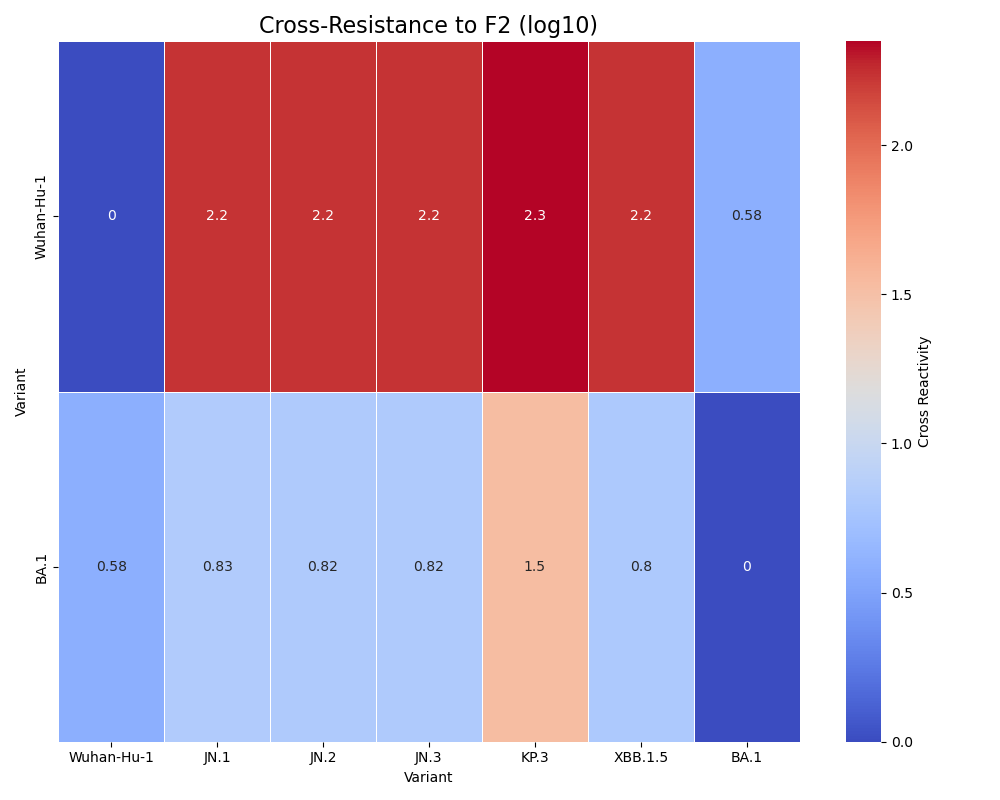 Cross-Resistance to F2 (log10)
Variant
Wuhan-Hu-1
0 2.2 2.2 2.2 2.3 2.2 0.58
BA.1
0.58 0.83 0.82 0.82 1.5 0.8 0
Wuhan-Hu-1 JN.1 JN.2 JN.3 KP.3 XBB.1.5 BA.1
Variant
2.0
1.5
1.0
0.5
0.0
Cross Reactivity